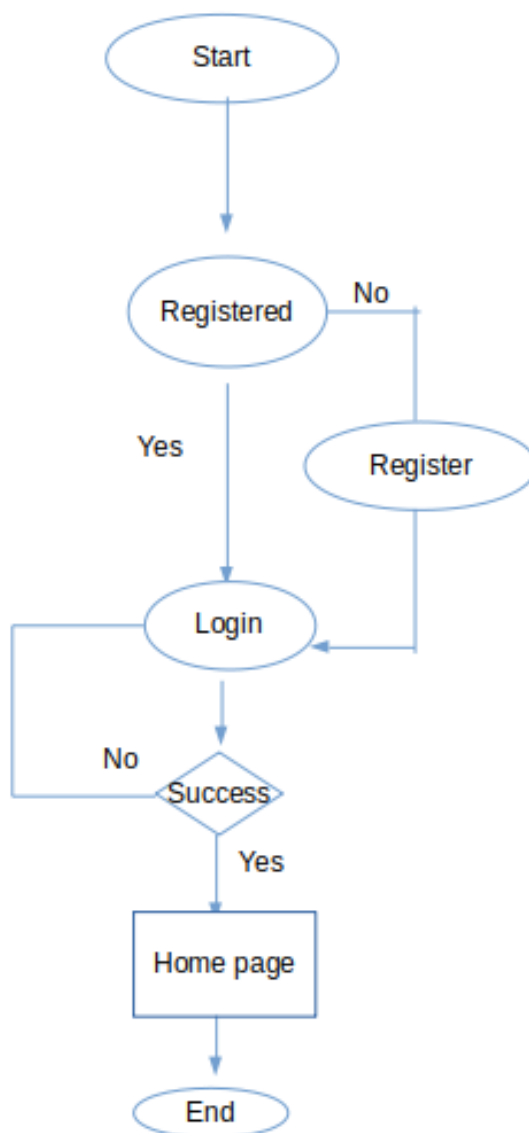 Start
Registered
No
Yes
Register
Login
No
Success
Yes
Home page
End